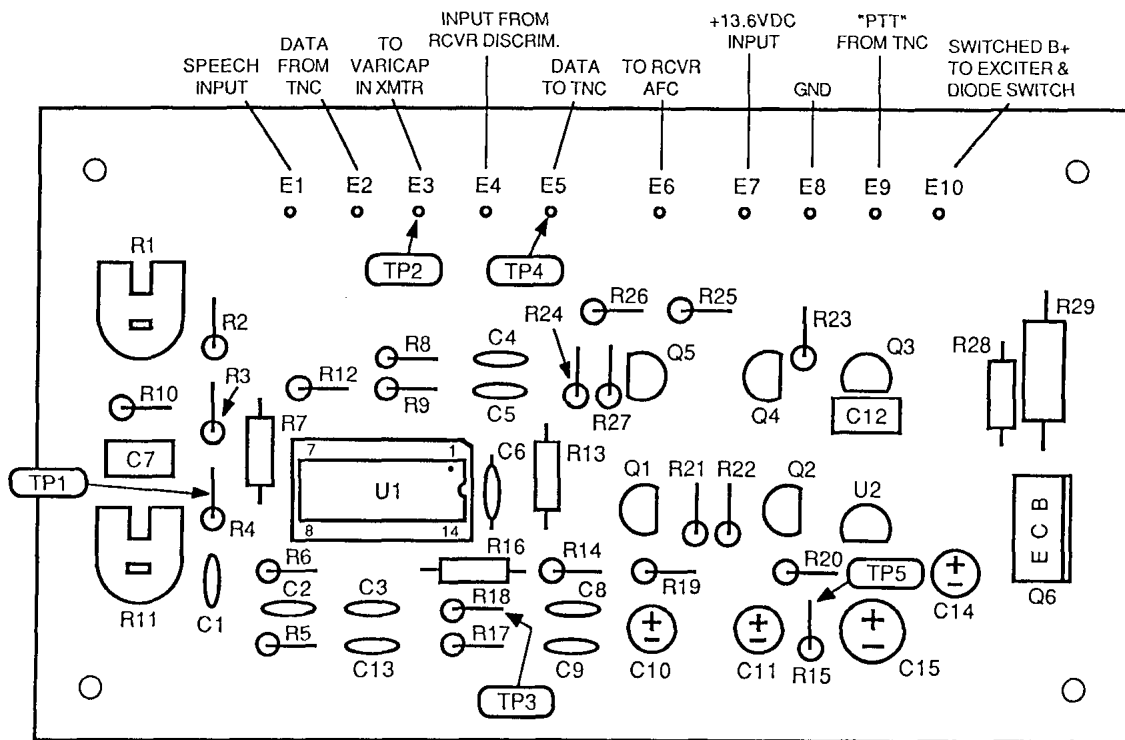 SPEECH
INPUT
DATA
FROM
TNC
TO
VARICAP
IN XMTR
INPUT FROM
RCVR DISCRIM.
DATA
TO TNC
TO RCVR
AFC
+13.6VDC
INPUT
GND
"PTT"
FROM TNC
SWITCHED B+
TO EXCITER &
DIODE SWITCH
E1 E2 E3 E4 E5 E6 E7 E8 E9 E10
R1
TP2 TP4
R26 R25
R2 R24 R23 R29
R8 C4 Q5 Q3 R28
R3 R12
R10 R9 C5 R27 Q4 C12
R7
C7 7 1 C6 R13
TP1 U1 Q1 R21 R22 Q2 U2
R4 8 14 E C B
R16 R14
R6 R19 R20 TP5
R11 C1 C2 C3 R18 C8 C14 Q6
R5 R17
C13 C9 C10 C11 R15 C15
TP3
+
−
+
−
+
−
+
−